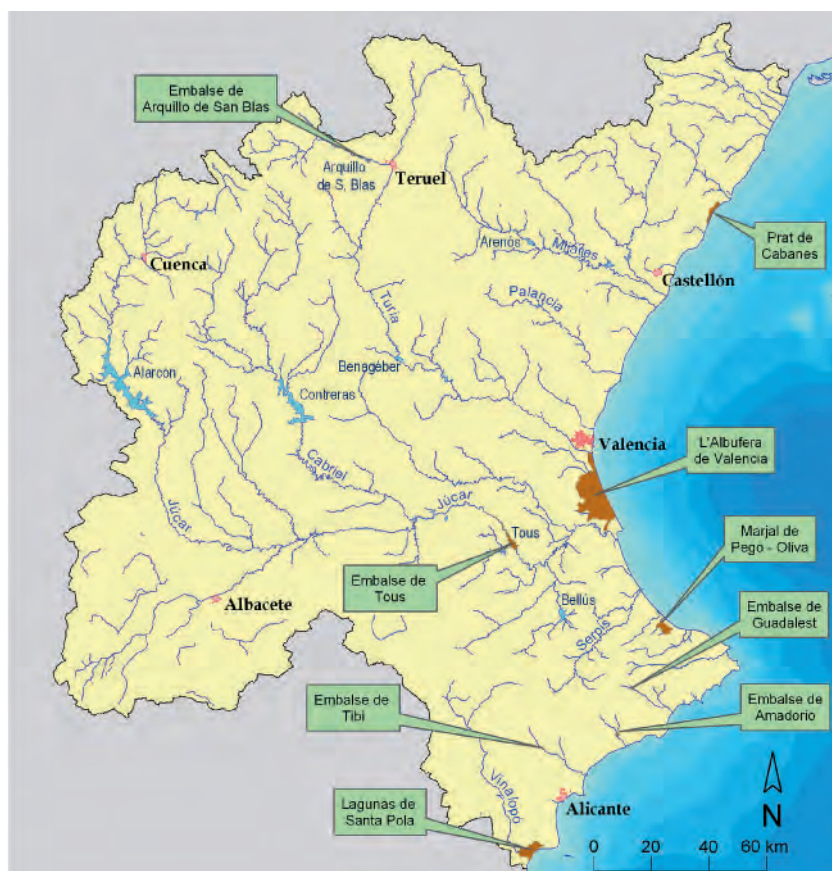 Embalse de
Arquillo de San Blas
Arquillo
de S. Blas
Teruel
Prat de
Cabanes
Arenós
Mijares
Castellón
Cuenca
Palancia
Turia
Benagéber
Alarcón
Contreras
Valencia
L'Albufera
de Valencia
Cabriel
Júcar
Júcar
Tous
Marjal de
Pego - Oliva
Embalse de
Tous
Albacete
Bellús
Embalse de
Guadalest
Serpis
Embalse de
Tibi
Embalse de
Amadorio
Vinalopó
Lagunas de
Santa Pola
Alicante
N
0 20 40 60 km